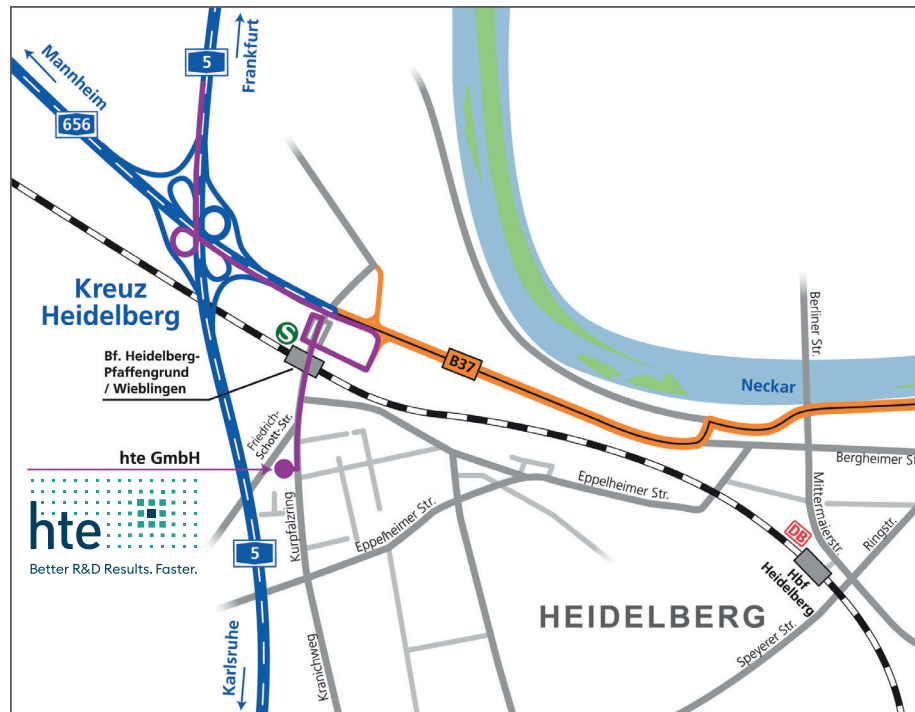 Mannheim
656
5
Frankfurt
Kreuz
Heidelberg
S
Bf. Heidelberg-
Pfaffengrund
/ Wieblingen
B37
Neckar
Berliner Str.
Friedrich-
Schott-Str.
hte GmbH
hte
Better R&D Results. Faster.
Kurpfalzring
Eppelheimer Str.
Eppelheimer Str.
Bergheimer Str.
Mittermaierstr.
Ringstr.
DB
Hbf
Heidelberg
5
HEIDELBERG
Speyerer Str.
Kranichweg
Karlsruhe